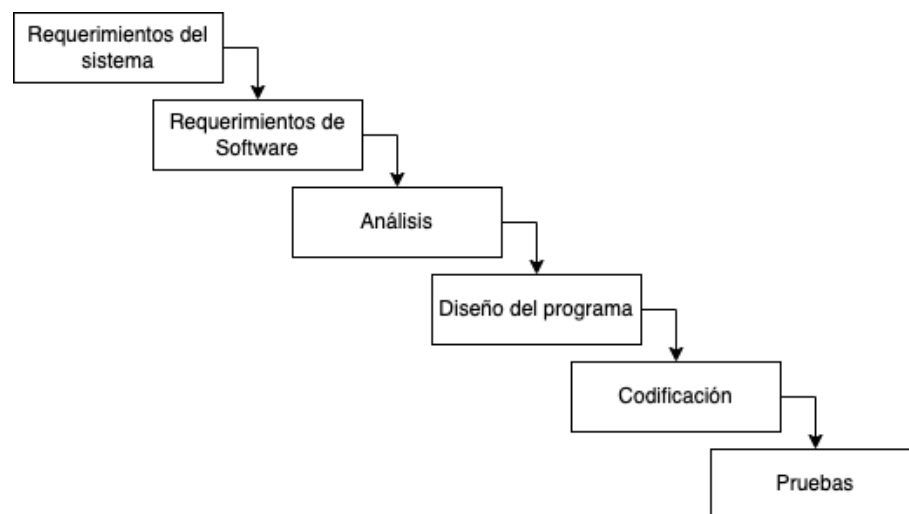 Requerimientos del
sistema
Requerimientos de
Software
Análisis
Diseño del programa
Codificación
Pruebas